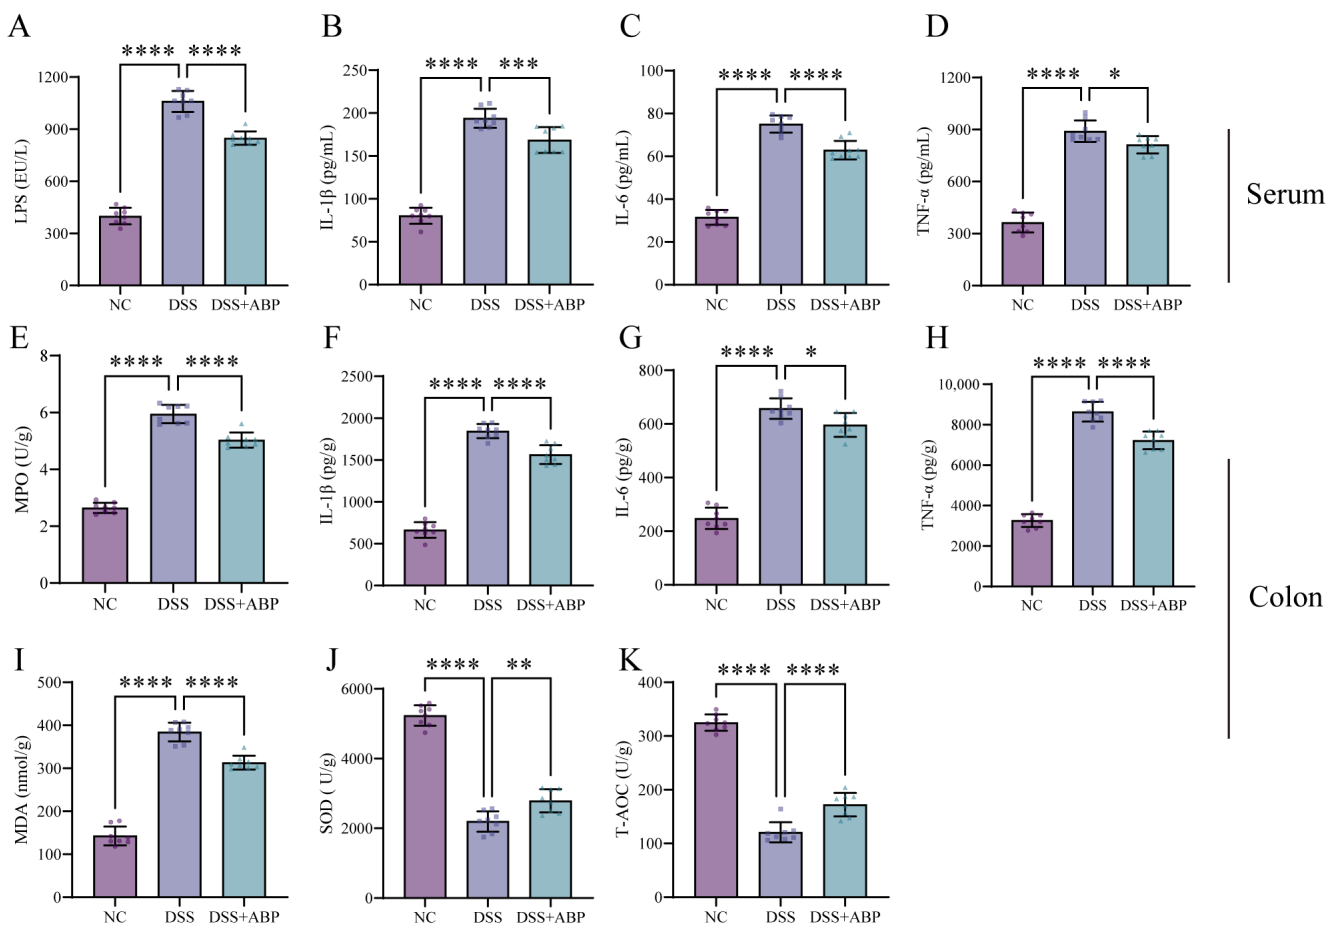 A
B
C
D
**** ****
**** ***
**** ****
**** *
LPS (EU/L)
1200
900
600
300
0
NC DSS DSS+ABP
IL-1β (pg/mL)
250
200
150
100
50
0
NC DSS DSS+ABP
IL-6 (pg/mL)
100
80
60
40
20
0
NC DSS DSS+ABP
TNF-α (pg/mL)
1200
900
600
300
0
NC DSS DSS+ABP
Serum
E
F
G
H
**** ****
**** ****
**** *
**** ****
MPO (U/g)
8
6
4
2
0
NC DSS DSS+ABP
IL-1β (pg/g)
2500
2000
1500
1000
500
0
NC DSS DSS+ABP
IL-6 (pg/g)
800
600
400
200
0
NC DSS DSS+ABP
TNF-α (pg/g)
10,000
8000
6000
4000
2000
0
NC DSS DSS+ABP
Colon
I
J
K
**** ****
**** **
**** ****
MDA (nmol/g)
500
400
300
200
100
0
NC DSS DSS+ABP
SOD ( U/g)
6000
4000
2000
0
NC DSS DSS+ABP
T-AOC (U/g)
400
300
200
100
0
NC DSS DSS+ABP